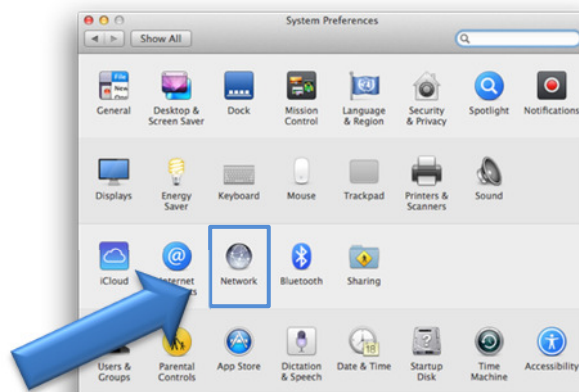 System Preferences
Show All
General
Desktop &
Screen Saver
Dock
Mission
Control
Language
& Region
Security
& Privacy
Spotlight
Notifications
Displays
Energy
Saver
Keyboard
Mouse
Trackpad
Printers &
Scanners
Sound
iCloud
Internet
Network
Bluetooth
Sharing
Users &
Groups
Parental
Controls
App Store
Dictation
& Speech
Date & Time
Startup
Disk
Time
Machine
Accessibility